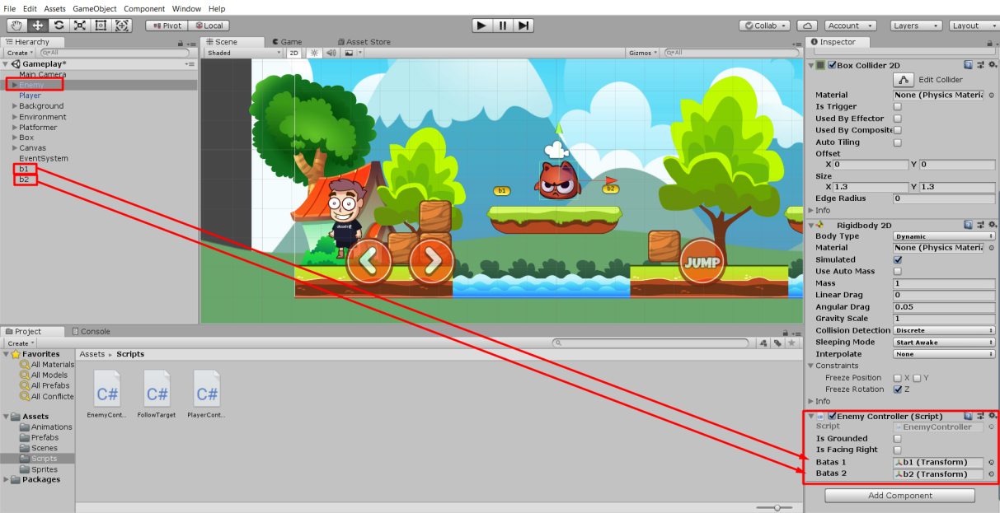 File Edit Assets GameObject Component Window Help
Pivot Local Collab Account Layers Layout
Hierarchy
Create All
Gameplay*
Main Camera
Enemy
Player
Background
Environment
Platformer
Box
Canvas
EventSystem
b1
b2
Scene Game Asset Store
Shaded 2D Gizmos All
b1 b2
JUMP
Inspector
Box Collider 2D
Edit Collider
Material None (Physics Materi
Is Trigger
Used By Effector
Used By Composite
Auto Tiling
Offset
X 0 Y 0
Size
X 1.3 Y 1.3
Edge Radius 0
Info
Rigidbody 2D
Body Type Dynamic
Material None (Physics Materi
Simulated
Use Auto Mass
Mass 1
Linear Drag 0
Angular Drag 0.05
Gravity Scale 1
Collision Detection Discrete
Sleeping Mode Start Awake
Interpolate None
Constraints
Freeze Position X Y
Freeze Rotation Z
Info
Enemy Controller (Script)
Script EnemyController
Is Grounded
Is Facing Right
Batas 1 b1 (Transform)
Batas 2 b2 (Transform)
Add Component
Project Console
Create
Favorites
All Materials
All Models
All Prefabs
All Conflicte
Assets
Animations
Prefabs
Scenes
Scripts
Sprites
Packages
Assets Scripts
C# C# C#
EnemyCont... FollowTarget PlayerCont...